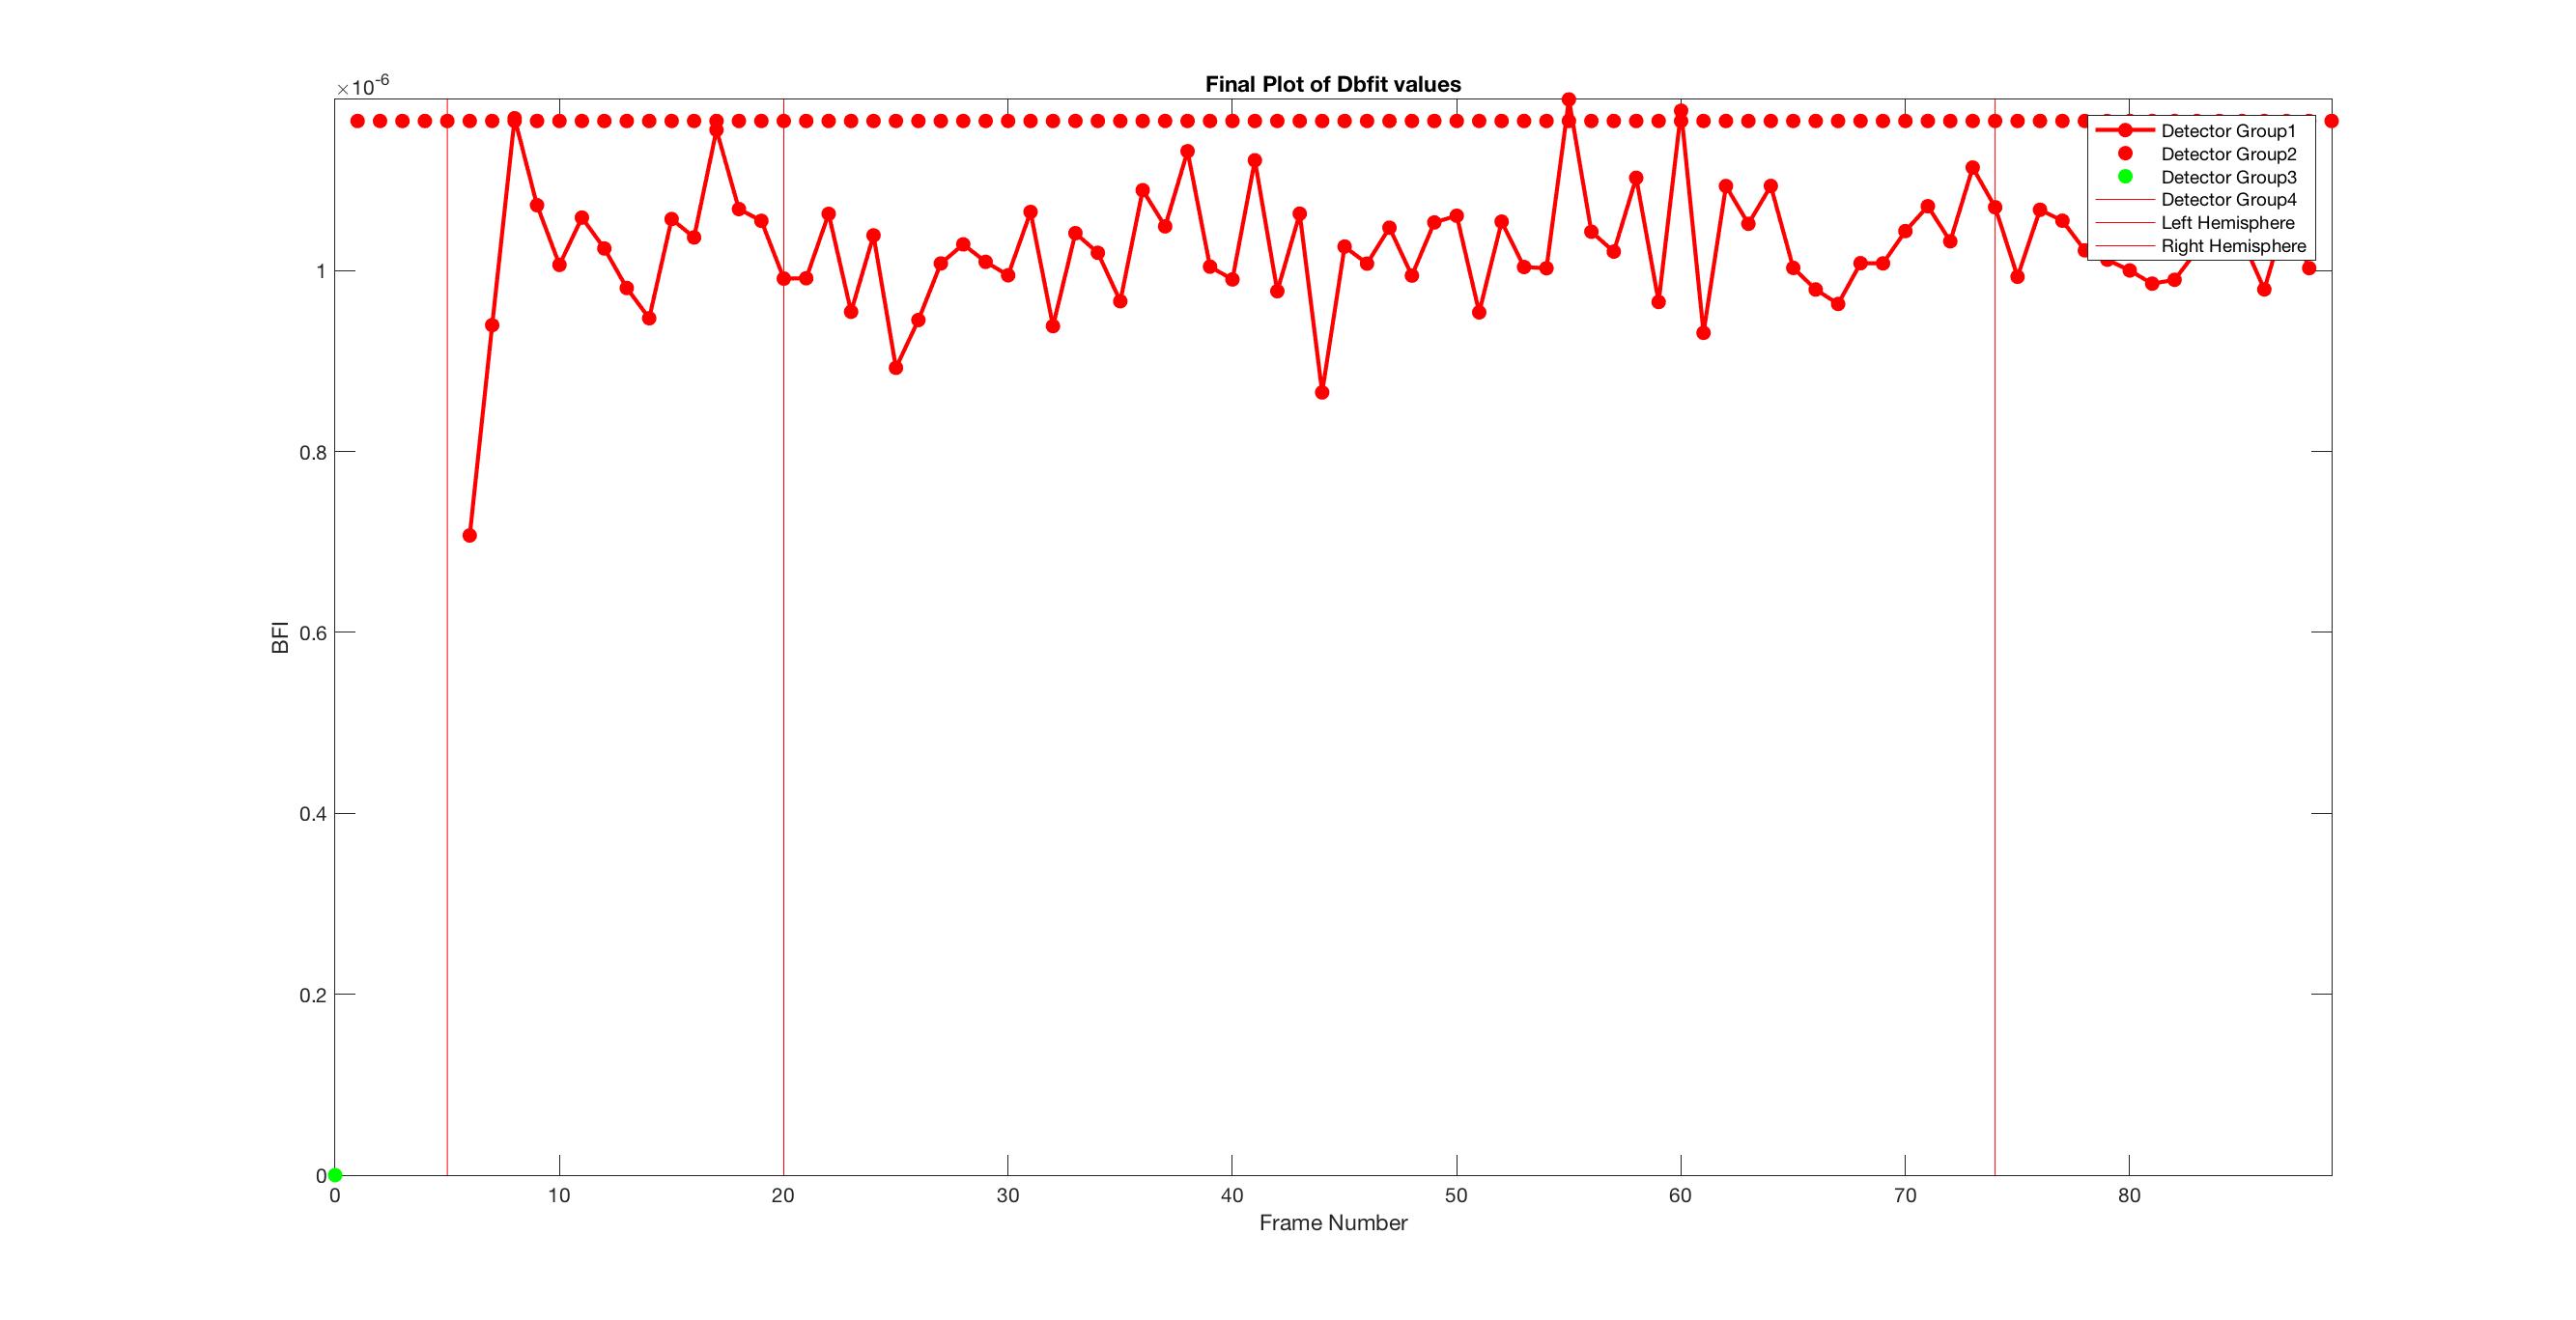 Final Plot of Dbfit values
×10-6
Detector Group1
Detector Group2
Detector Group3
Detector Group4
Left Hemisphere
Right Hemisphere
1
0.8
0.6
0.4
0.2
0
BFI
0 10 20 30 40 50 60 70 80
Frame Number